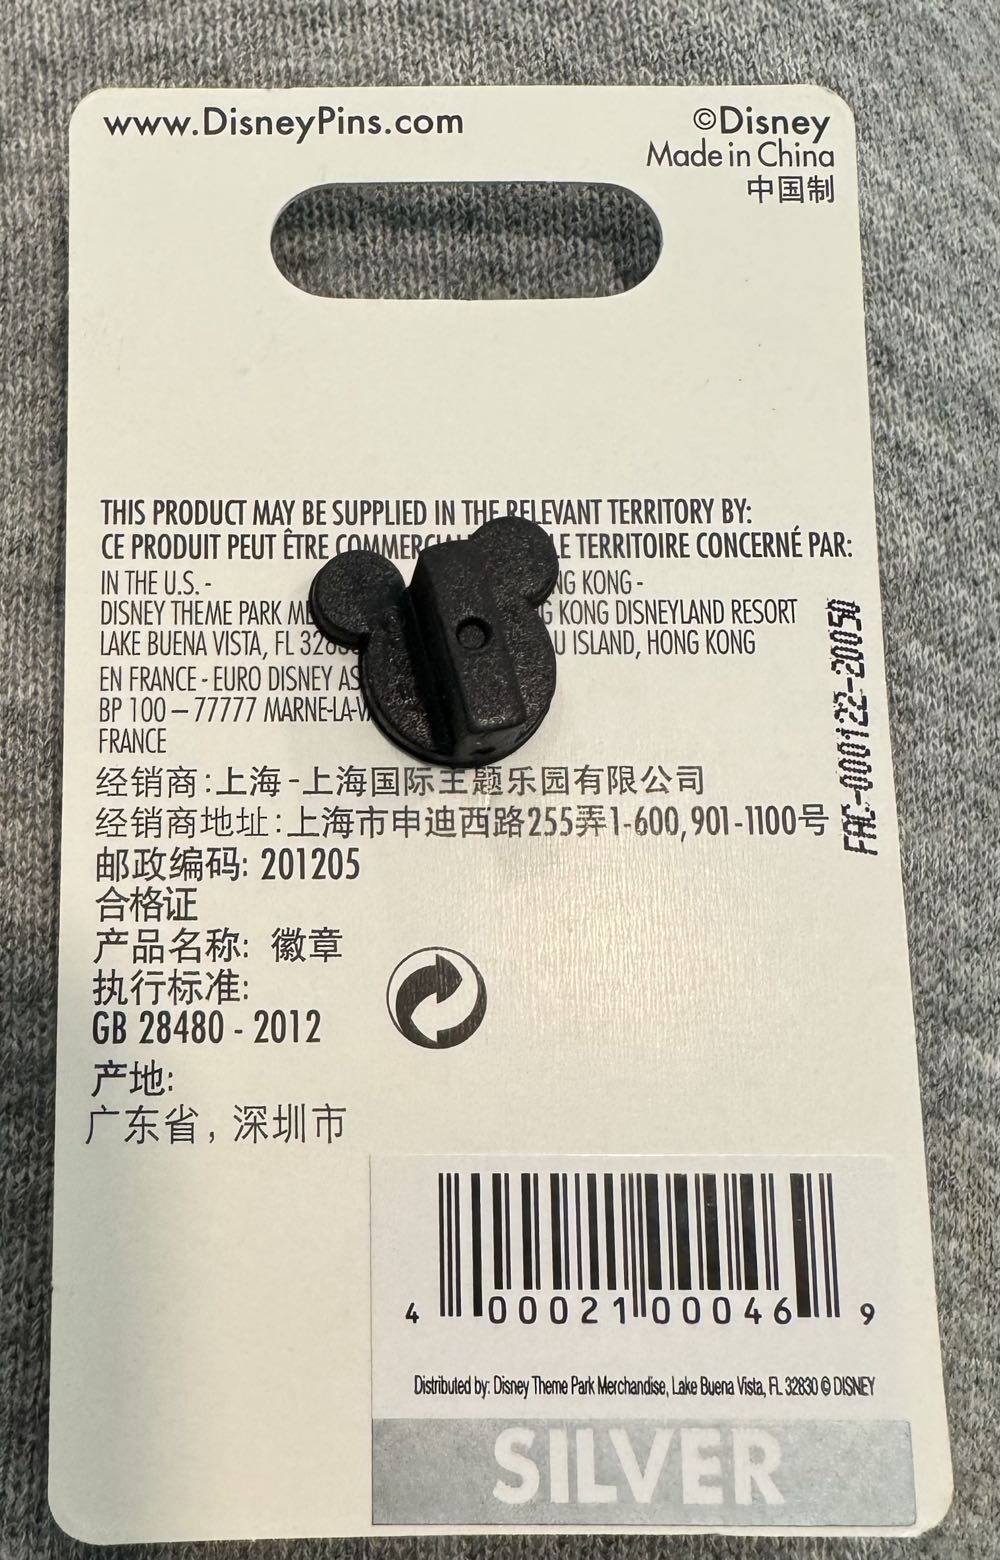 www.DisneyPins.com
©Disney
Made in China
中国制
THIS PRODUCT MAY BE SUPPLIED IN THE RELEVANT TERRITORY BY:
CE PRODUIT PEUT ÊTRE LE TERRITOIRE CONCERNÉ PAR:
IN THE U.S. - KONG -
DISNEY THEME PARK KONG DISNEYLAND RESORT
LAKE BUENA VISTA, FL ISLAND, HONG KONG
EN FRANCE - EURO DISNEY
BP 100 – 77777
FRANCE
经销商:上海-上海国际主题乐园有限公司
经销商地址:上海市申迪西路255弄1-600,901-1100号
邮政编码: 201205
合格证
产品名称: 徽章
执行标准:
GB 28480 - 2012
产地:
广东省, 深圳市
FAC-000122-20050
4 00021 00046 9
Distributed by: Disney Theme Park Merchandise, Lake Buena Vista, FL 32830 © DISNEY
SILVER